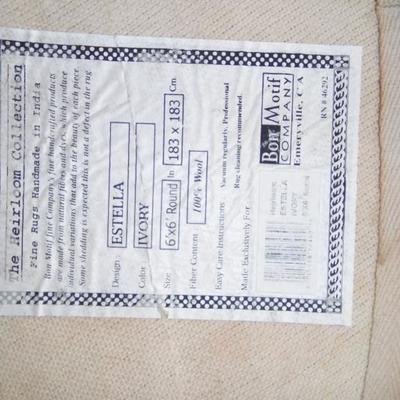 The Heirloom Collection
Fine Rugs Handmade in India
Bon Motif fine Company's fine handcrafted products
are made from natural fibres and dyes, which produce
individual variations that add to the beauty of each piece
Some shedding is expected this is not a defect in the rug
Design: ESTELLA
Color IVORY
Size 6'x6' Round In 183 x 183 Cm.
Fiber Content 100% Wool
Easy Care Instructions Vacuum regularly. Professional
Rug cleaning recommended.
Made Exclusively For
Bon Motif
COMPANY
Emeryville, CA
RN # 46292
ESTELLA
IVORY